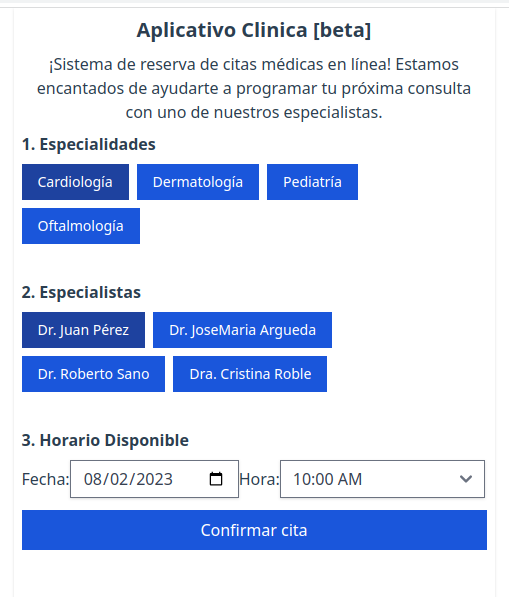 Aplicativo Clinica [beta]
¡Sistema de reserva de citas médicas en línea! Estamos
encantados de ayudarte a programar tu próxima consulta
con uno de nuestros especialistas.
1. Especialidades
Cardiología Dermatología Pediatría
Oftalmología
2. Especialistas
Dr. Juan Pérez Dr. JoseMaria Argueda
Dr. Roberto Sano Dra. Cristina Roble
3. Horario Disponible
Fecha: 08/02/2023 Hora: 10:00 AM
Confirmar cita